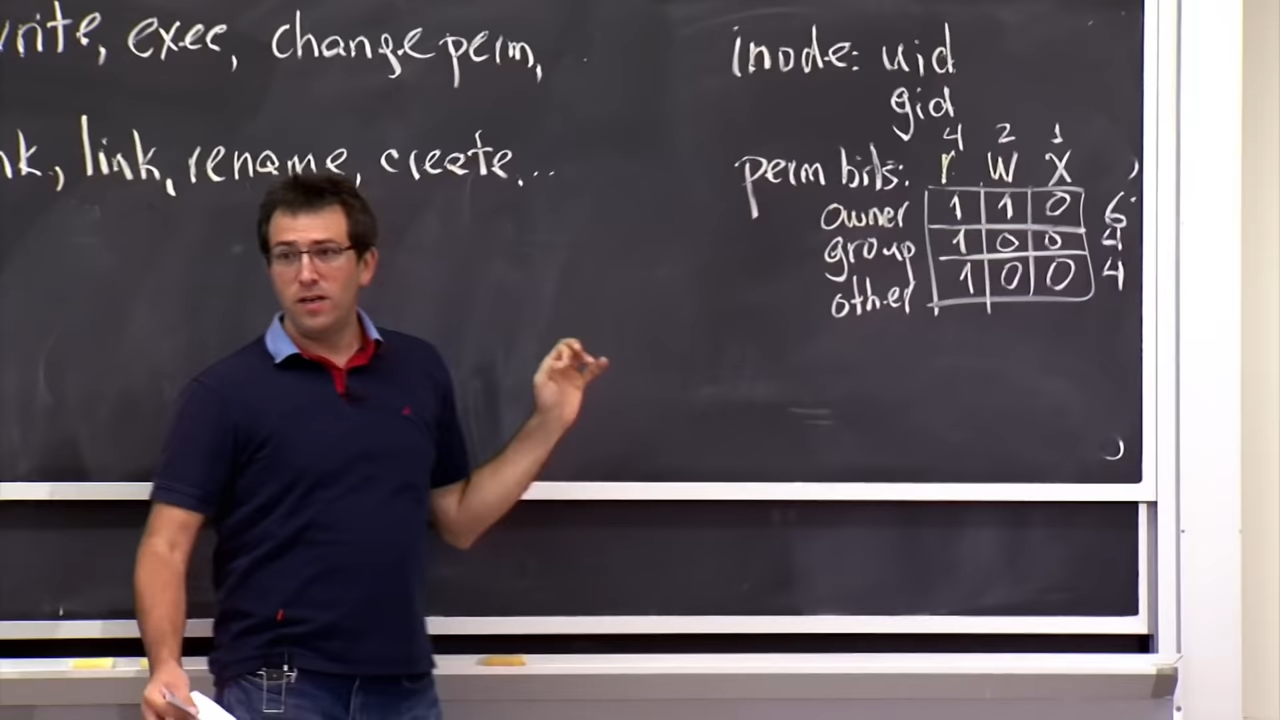 write, exec, change perm,
nk, link, rename, create...
inode: uid
gid
4 2 1
perm bits: r w x
owner 1 1 0 6
group 1 0 0 4
other 1 0 0 4